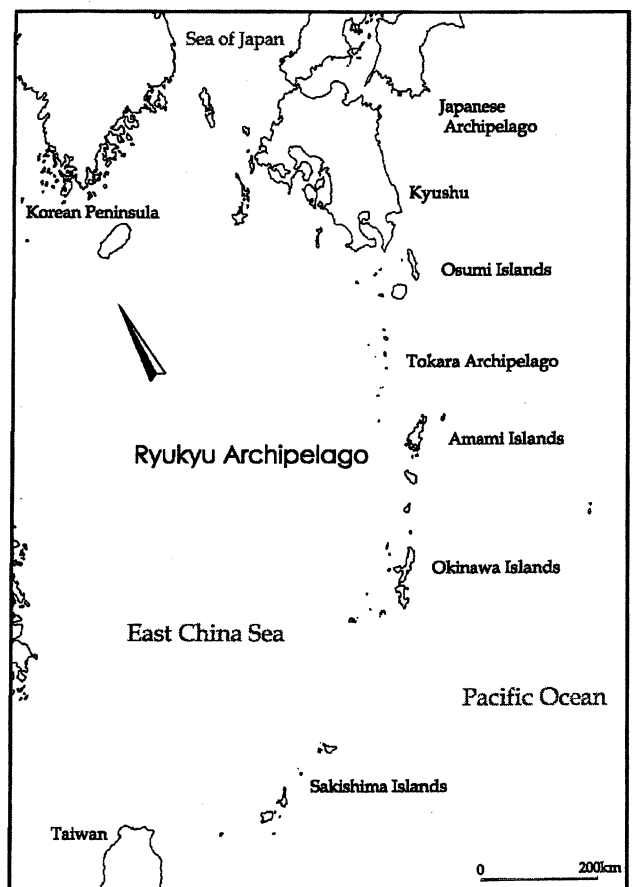 Sea of Japan
Japanese
Archipelago
Kyushu
Korean Peninsula
Osumi Islands
Tokara Archipelago
Amami Islands
Ryukyu Archipelago
Okinawa Islands
East China Sea
Pacific Ocean
Sakishima Islands
Taiwan
0 200km